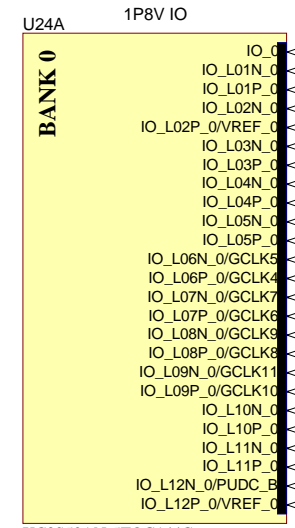 1P8V IO
U24A
BANK 0
IO_0
IO_L01N_0
IO_L01P_0
IO_L02N_0
IO_L02P_0/VREF_0
IO_L03N_0
IO_L03P_0
IO_L04N_0
IO_L04P_0
IO_L05N_0
IO_L05P_0
IO_L06N_0/GCLK5
IO_L06P_0/GCLK4
IO_L07N_0/GCLK7
IO_L07P_0/GCLK6
IO_L08N_0/GCLK9
IO_L08P_0/GCLK8
IO_L09N_0/GCLK11
IO_L09P_0/GCLK10
IO_L10N_0
IO_L10P_0
IO_L11N_0
IO_L11P_0
IO_L12N_0/PUDC_B
IO_L12P_0/VREF_0